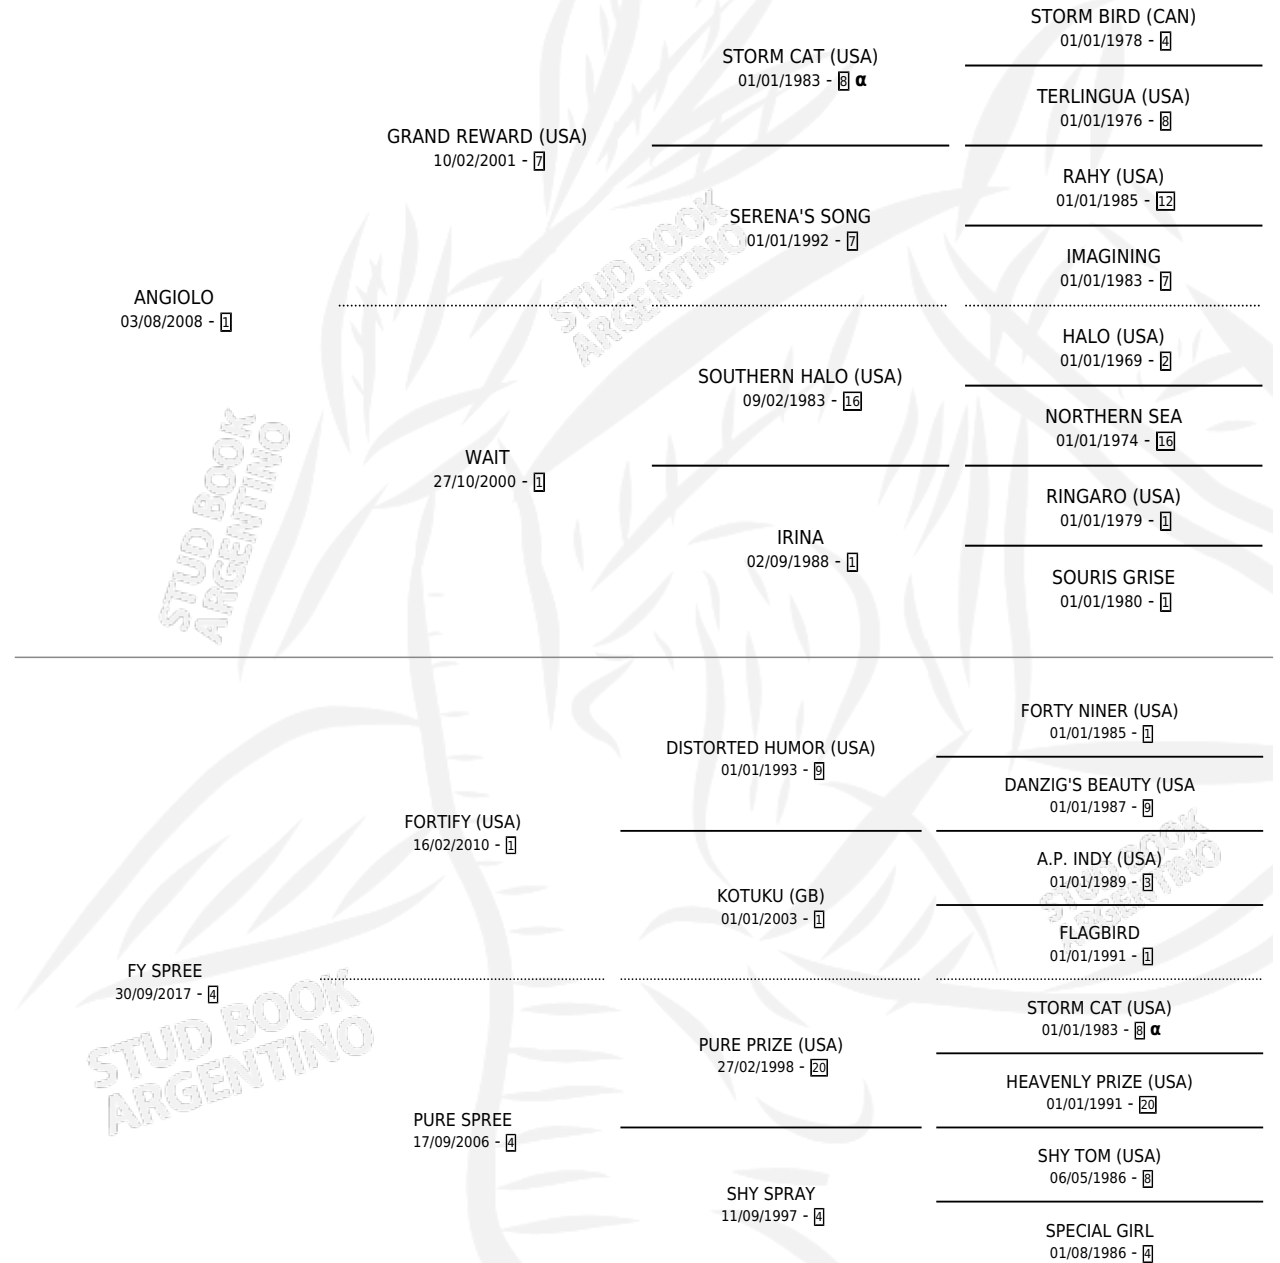 STORM BIRD (CAN)
01/01/1978 - 4
STORM CAT (USA)
01/01/1983 - 8 α
TERLINGUA (USA)
01/01/1976 - 8
GRAND REWARD (USA)
10/02/2001 - 7
RAHY (USA)
01/01/1985 - 12
SERENA'S SONG
01/01/1992 - 7
IMAGINING
01/01/1983 - 7
ANGIOLO
03/08/2008 - 1
HALO (USA)
01/01/1969 - 2
SOUTHERN HALO (USA)
09/02/1983 - 16
NORTHERN SEA
01/01/1974 - 16
WAIT
27/10/2000 - 1
RINGARO (USA)
01/01/1979 - 1
IRINA
02/09/1988 - 1
SOURIS GRISE
01/01/1980 - 1
STUD BOOK
ARGENTINO
STUD BOOK
ARGENTINO
FORTY NINER (USA)
01/01/1985 - 1
DISTORTED HUMOR (USA)
01/01/1993 - 9
DANZIG'S BEAUTY (USA
01/01/1987 - 9
FORTIFY (USA)
16/02/2010 - 1
A.P. INDY (USA)
01/01/1989 - 3
KOTUKU (GB)
01/01/2003 - 1
FLAGBIRD
01/01/1991 - 1
STUD BOOK
ARGENTINO
FY SPREE
30/09/2017 - 4
STORM CAT (USA)
01/01/1983 - 8 α
PURE PRIZE (USA)
27/02/1998 - 20
HEAVENLY PRIZE (USA)
01/01/1991 - 20
PURE SPREE
17/09/2006 - 4
SHY TOM (USA)
06/05/1986 - 8
SHY SPRAY
11/09/1997 - 4
SPECIAL GIRL
01/08/1986 - 4
STUD BOOK
ARGENTINO